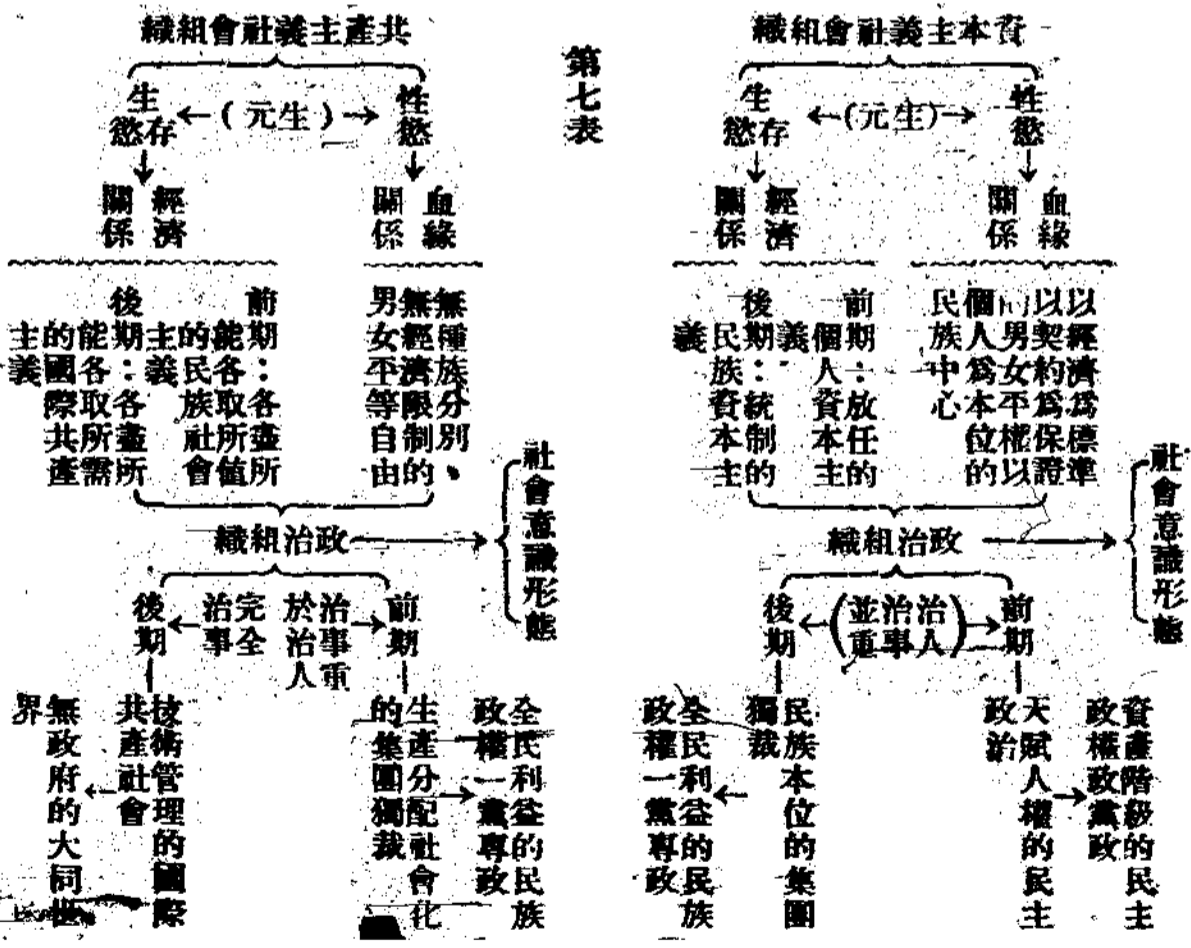 第七表
資本主義社會組織
性慾
(生元)
生存慾
血緣
關係
經濟
關係
以經濟爲標準
以契約爲保證
的男女平權以
個人爲本位的
民族中心
前期：放任的
個人資本主
義
後期：統制的
民族資本主
義
政治組織
社會意識形態
前期
(治人
治事
並重)
後期
資產階級的民主
政權政黨政
天賦人權的民主
政治
民族本位的集團
獨裁
全民利益的民族
政權一黨專政
共產主義社會組織
性慾
(生元)
生存慾
血緣
關係
經濟
關係
無種族分別、
無經濟限制的
男女平等自由
前期：各盡所
能各取所值
的民族社會
主義
後期：各盡所
能各取所需
的國際共產
主義
政治組織
社會意識形態
前期
治事重
於治人
完全
治事
後期
全民利益的民族
政權一黨專政
生產分配社會化
的集團獨裁
技術管理的國際
共產社會
無政府的大同世
界